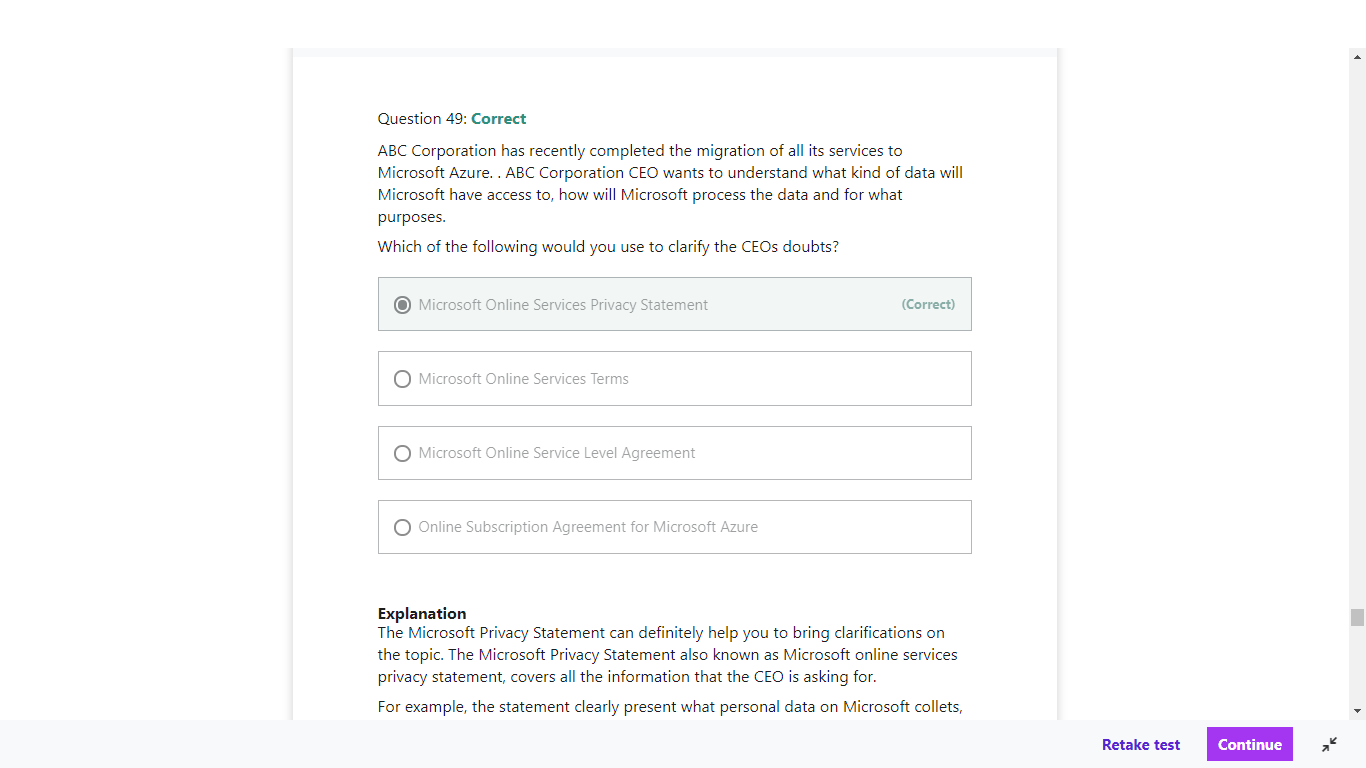 Question 49: Correct
ABC Corporation has recently completed the migration of all its services to
Microsoft Azure. . ABC Corporation CEO wants to understand what kind of data will
Microsoft have access to, how will Microsoft process the data and for what
purposes.
Which of the following would you use to clarify the CEOs doubts?
Microsoft Online Services Privacy Statement (Correct)
Microsoft Online Services Terms
Microsoft Online Service Level Agreement
Online Subscription Agreement for Microsoft Azure
Explanation
The Microsoft Privacy Statement can definitely help you to bring clarifications on
the topic. The Microsoft Privacy Statement also known as Microsoft online services
privacy statement, covers all the information that the CEO is asking for.
For example, the statement clearly present what personal data on Microsoft collets,
Retake test Continue